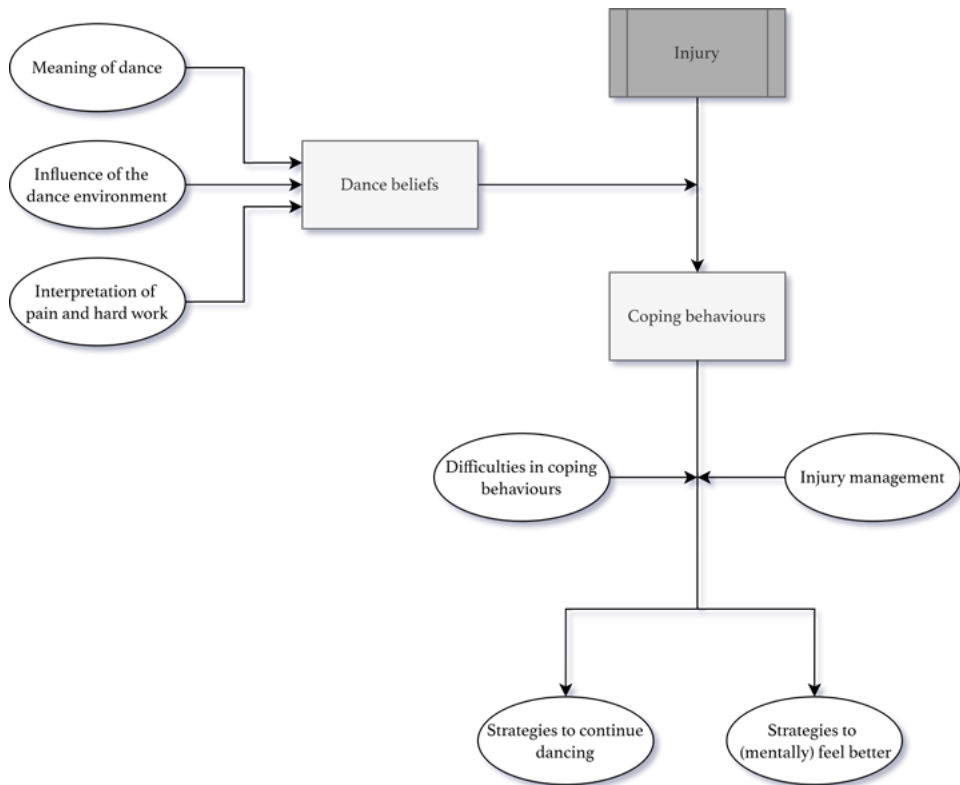 Injury
Meaning of dance
Influence of the
dance environment
Dance beliefs
Interpretation of
pain and hard work
Coping behaviours
Difficulties in coping
behaviours
Injury management
Strategies to continue
dancing
Strategies to
(mentally) feel better